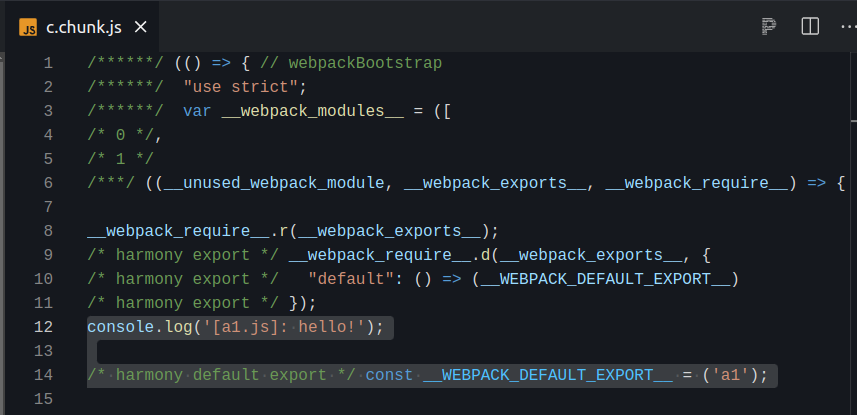 JS c.chunk.js
1 /******/ (() => { // webpackBootstrap
2 /******/ "use strict";
3 /******/ var __webpack_modules__ = ([
4 /* 0 */,
5 /* 1 */
6 /***/ ((__unused_webpack_module, __webpack_exports__, __webpack_require__) => {
7
8 __webpack_require__.r(__webpack_exports__);
9 /* harmony export */ __webpack_require__.d(__webpack_exports__, {
10 /* harmony export */   "default": () => (__WEBPACK_DEFAULT_EXPORT__)
11 /* harmony export */ });
12 console.log('[a1.js]: hello!');
13
14 /* harmony default export */ const __WEBPACK_DEFAULT_EXPORT__ = ('a1');
15